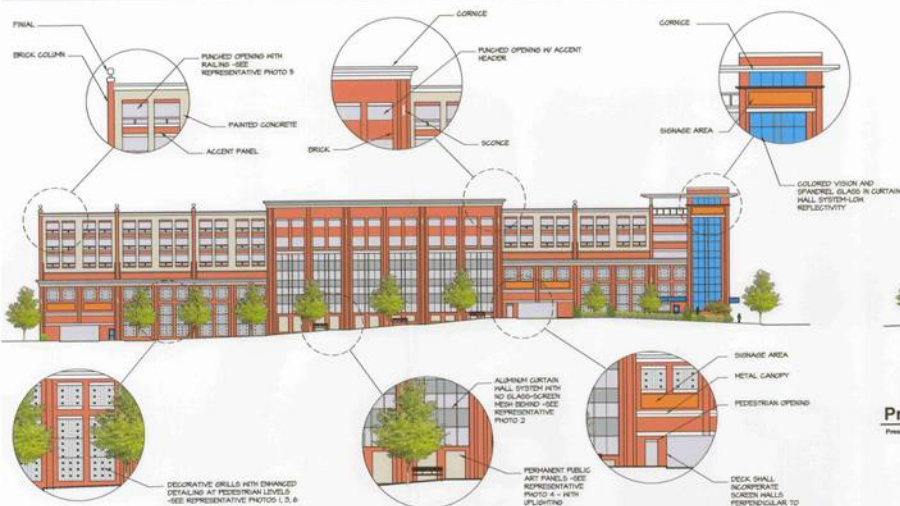 FINIAL
BRICK COLUMN
PUNCHED OPENING WITH
RAILING -SEE
REPRESENTATIVE PHOTO 5
PAINTED CONCRETE
ACCENT PANEL
CORNICE
PUNCHED OPENING W/ ACCENT
HEADER
BRICK
SCONCE
CORNICE
SIGNAGE AREA
COLORED VISION AND
SPANDREL GLASS IN CURTAIN
WALL SYSTEM-LOW
REFLECTIVITY
DECORATIVE GRILLS WITH ENHANCED
DETAILING AT PEDESTRIAN LEVELS
-SEE REPRESENTATIVE PHOTOS 1, 3, 6
ALUMINUM CURTAIN
WALL SYSTEM WITH
NO GLASS-SCREEN
MESH BEHIND -SEE
REPRESENTATIVE
PHOTO 2
PERMANENT PUBLIC
ART PANELS -SEE
REPRESENTATIVE
PHOTO 4 - WITH
UPLIGHTING
SIGNAGE AREA
METAL CANOPY
PEDESTRIAN OPENING
DECK SHALL
INCORPERATE
SCREEN WALLS
PERPENDICULAR TO
Pr
Pres